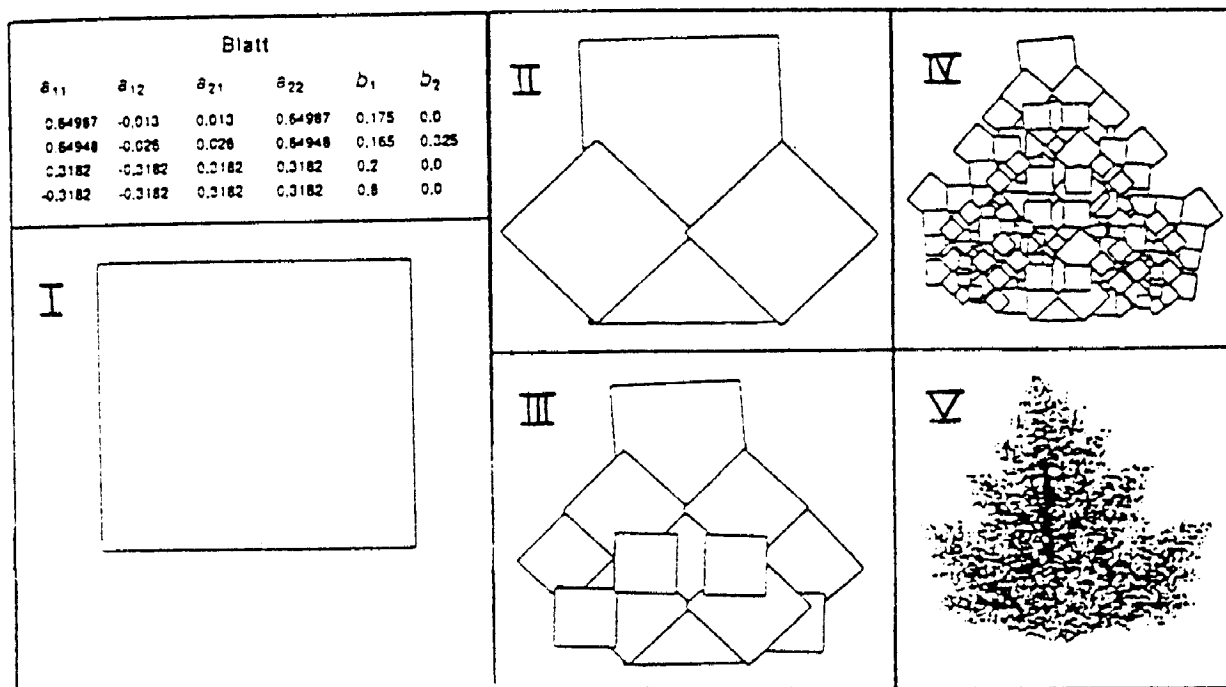 Blatt
a11 a12 a21 a22 b1 b2
0.64987 -0.013 0.013 0.64987 0.175 0.0
0.64948 -0.026 0.026 0.64948 0.165 0.325
0.3182 -0.3182 0.3182 0.3182 0.2 0.0
-0.3182 -0.3182 0.3182 0.3182 0.8 0.0
I
II
III
IV
V